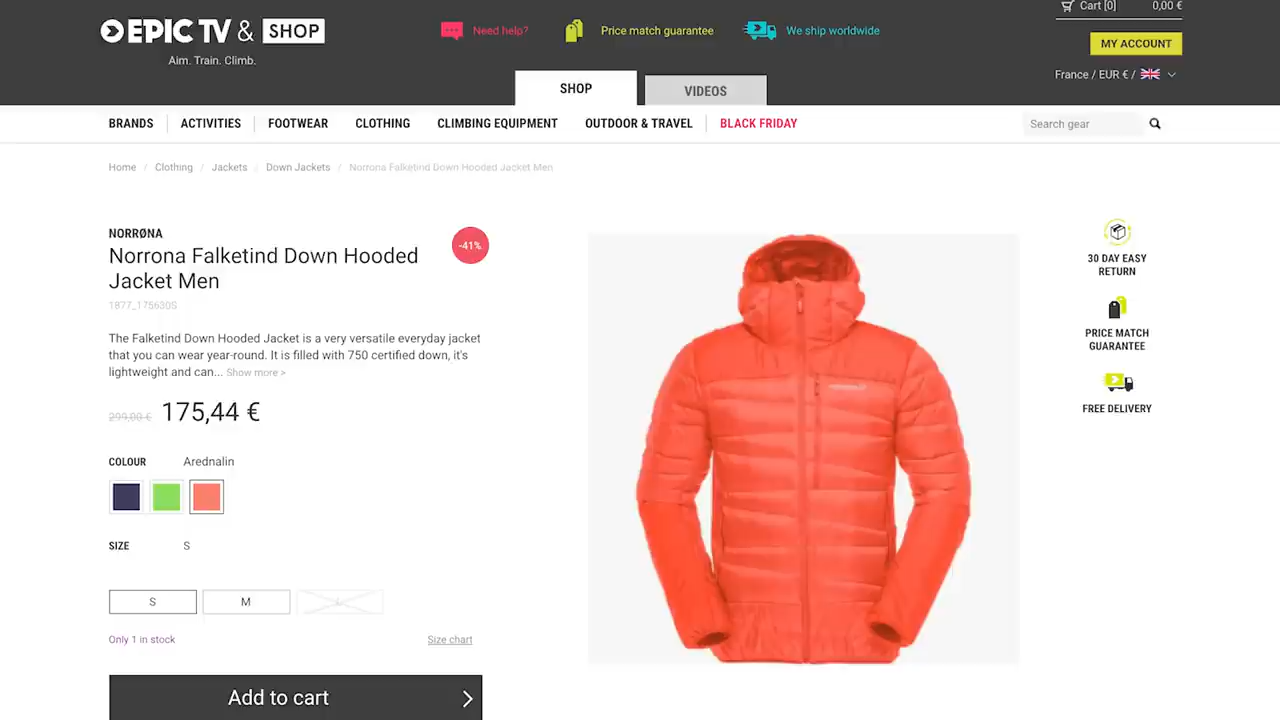 EPIC TV & SHOP
Aim. Train. Climb.
Need help?
Price match guarantee
We ship worldwide
Cart [0] 0,00 €
MY ACCOUNT
France / EUR € /
SHOP
VIDEOS
BRANDS ACTIVITIES FOOTWEAR CLOTHING CLIMBING EQUIPMENT OUTDOOR & TRAVEL BLACK FRIDAY
Search gear
Home / Clothing / Jackets / Down Jackets / Norrona Falketind Down Hooded Jacket Men
NORRØNA
Norrona Falketind Down Hooded
Jacket Men
-41%
1877_175630S
The Falketind Down Hooded Jacket is a very versatile everyday jacket
that you can wear year-round. It is filled with 750 certified down, it's
lightweight and can... Show more >
299,00 € 175,44 €
COLOUR Arednalin
SIZE S
S M L
Only 1 in stock
Size chart
Add to cart
30 DAY EASY
RETURN
PRICE MATCH
GUARANTEE
FREE DELIVERY